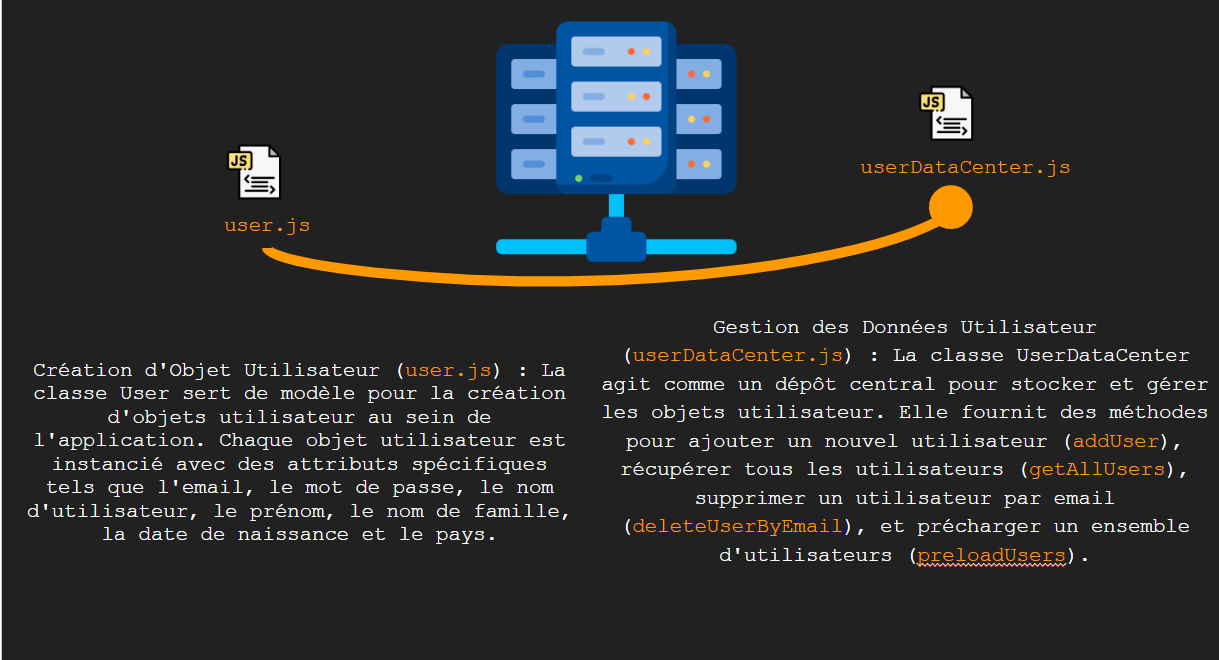 JS
userDataCenter.js
JS
user.js
Création d'Objet Utilisateur (user.js) : La
classe User sert de modèle pour la création
d'objets utilisateur au sein de
l'application. Chaque objet utilisateur est
instancié avec des attributs spécifiques
tels que l'email, le mot de passe, le nom
d'utilisateur, le prénom, le nom de famille,
la date de naissance et le pays.
Gestion des Données Utilisateur
(userDataCenter.js) : La classe UserDataCenter
agit comme un dépôt central pour stocker et gérer
les objets utilisateur. Elle fournit des méthodes
pour ajouter un nouvel utilisateur (addUser),
récupérer tous les utilisateurs (getAllUsers),
supprimer un utilisateur par email
(deleteUserByEmail), et précharger un ensemble
d'utilisateurs (preloadUsers).